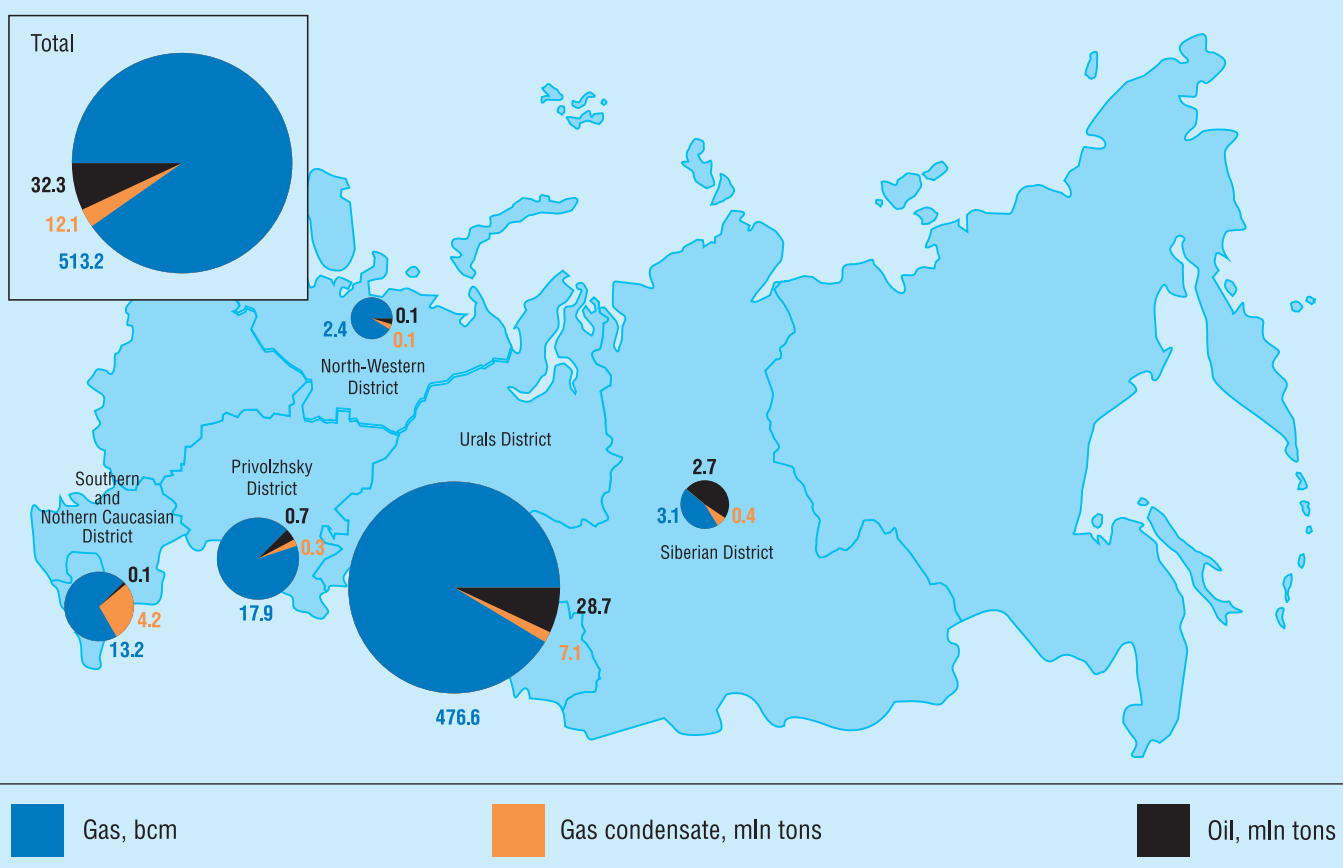 Total
32.3
12.1
513.2
0.1
2.4
0.1
North-Western
District
Urals District
Privolzhsky
District
0.7
0.3
17.9
Southern
and
Nothern Caucasian
District
0.1
4.2
13.2
28.7
7.1
476.6
2.7
3.1
0.4
Siberian District
Gas, bcm
Gas condensate, mln tons
Oil, mln tons